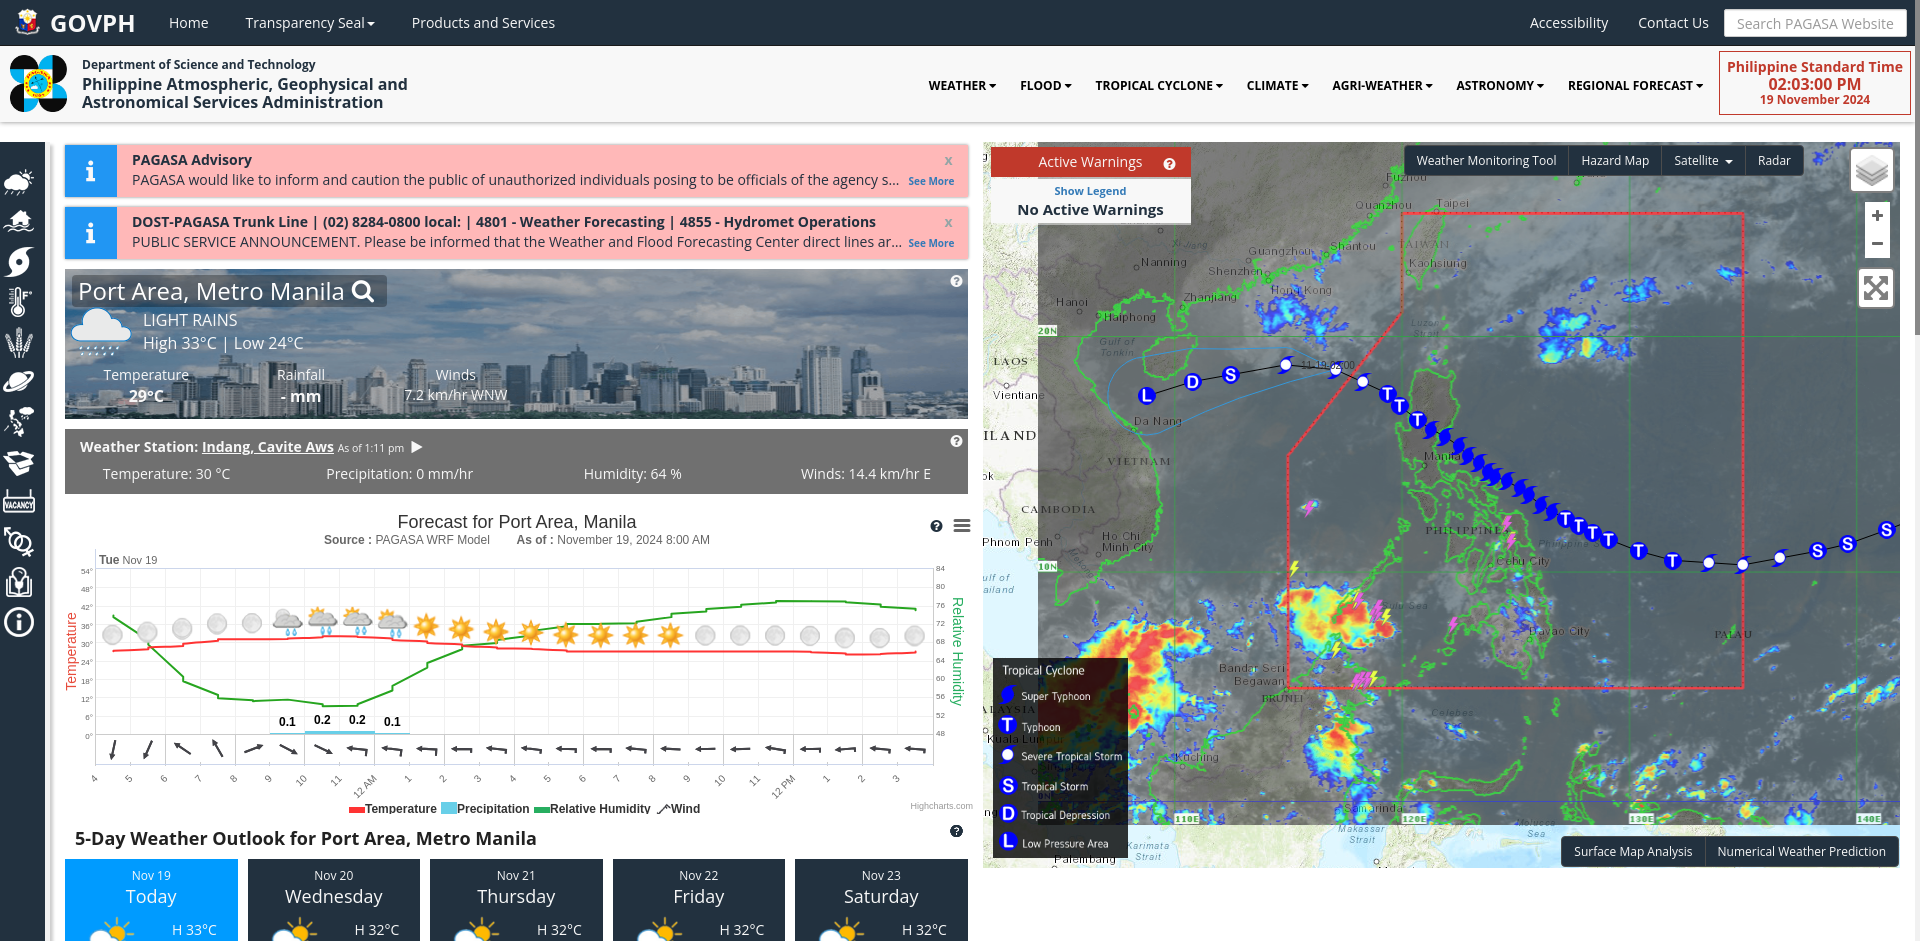 GOVPH
Home
Transparency Seal
Products and Services
Accessibility
Contact Us
Search PAGASA Website
Department of Science and Technology
Philippine Atmospheric, Geophysical and
Astronomical Services Administration
WEATHER
FLOOD
TROPICAL CYCLONE
CLIMATE
AGRI-WEATHER
ASTRONOMY
REGIONAL FORECAST
Philippine Standard Time
02:03:00 PM
19 November 2024
PAGASA Advisory
x
PAGASA would like to inform and caution the public of unauthorized individuals posing to be officials of the agency s...
See More
DOST-PAGASA Trunk Line | (02) 8284-0800 local: | 4801 - Weather Forecasting | 4855 - Hydromet Operations
x
PUBLIC SERVICE ANNOUNCEMENT. Please be informed that the Weather and Flood Forecasting Center direct lines ar...
See More
Port Area, Metro Manila
LIGHT RAINS
High 33°C | Low 24°C
Temperature
Rainfall
Winds
29°C
- mm
7.2 km/hr WNW
Weather Station: Indang, Cavite Aws As of 1:11 pm
Temperature: 30 °C
Precipitation: 0 mm/hr
Humidity: 64 %
Winds: 14.4 km/hr E
Forecast for Port Area, Manila
Source : PAGASA WRF Model As of : November 19, 2024 8:00 AM
Tue Nov 19
Temperature
54°
48°
42°
36°
30°
24°
18°
12°
6°
0°
0.1
0.2
0.2
0.1
Relative Humidity
84
80
76
72
68
64
60
56
52
48
4
5
6
7
8
9
10
11
12 AM
1
2
3
4
5
6
7
8
9
10
11
12 PM
1
2
3
Temperature
Precipitation
Relative Humidity
Wind
Highcharts.com
5-Day Weather Outlook for Port Area, Metro Manila
Nov 19
Today
H 33°C
Nov 20
Wednesday
H 32°C
Nov 21
Thursday
H 32°C
Nov 22
Friday
H 32°C
Nov 23
Saturday
H 32°C
VACANCY
Active Warnings
Show Legend
No Active Warnings
Weather Monitoring Tool
Hazard Map
Satellite
Radar
+
−
Fuzhou
Quanzhou
Taipei
TAIWAN
Kaohsiung
Shantou
Guangzhou
Shenzhen
Hong Kong
Nanning
Zhanjiang
Hanoi
Haiphong
20N
Gulf of
Tonkin
Luzon
Strait
LAOS
Vientiane
11-19-02:00
L
D
S
T
T
T
Da Nang
VIETNAM
Manila
CAMBODIA
Phnom Penh
Ho Chi
Minh City
PHILIPPINES
Philippine
T
T
T
T
T
T
S
S
S
10N
Cebu City
Sulu Sea
Davao City
PALAU
Bandar Seri
Begawan
BRUNEI
Celebes
Kuching
Samarinda
110E
120E
130E
140E
Makassar
Strait
Karimata
Strait
Molucca
Sea
Palembang
Kuala Lumpur
Tropical Cyclone
Super Typhoon
T Typhoon
Severe Tropical Storm
S Tropical Storm
D Tropical Depression
L Low Pressure Area
Surface Map Analysis
Numerical Weather Prediction